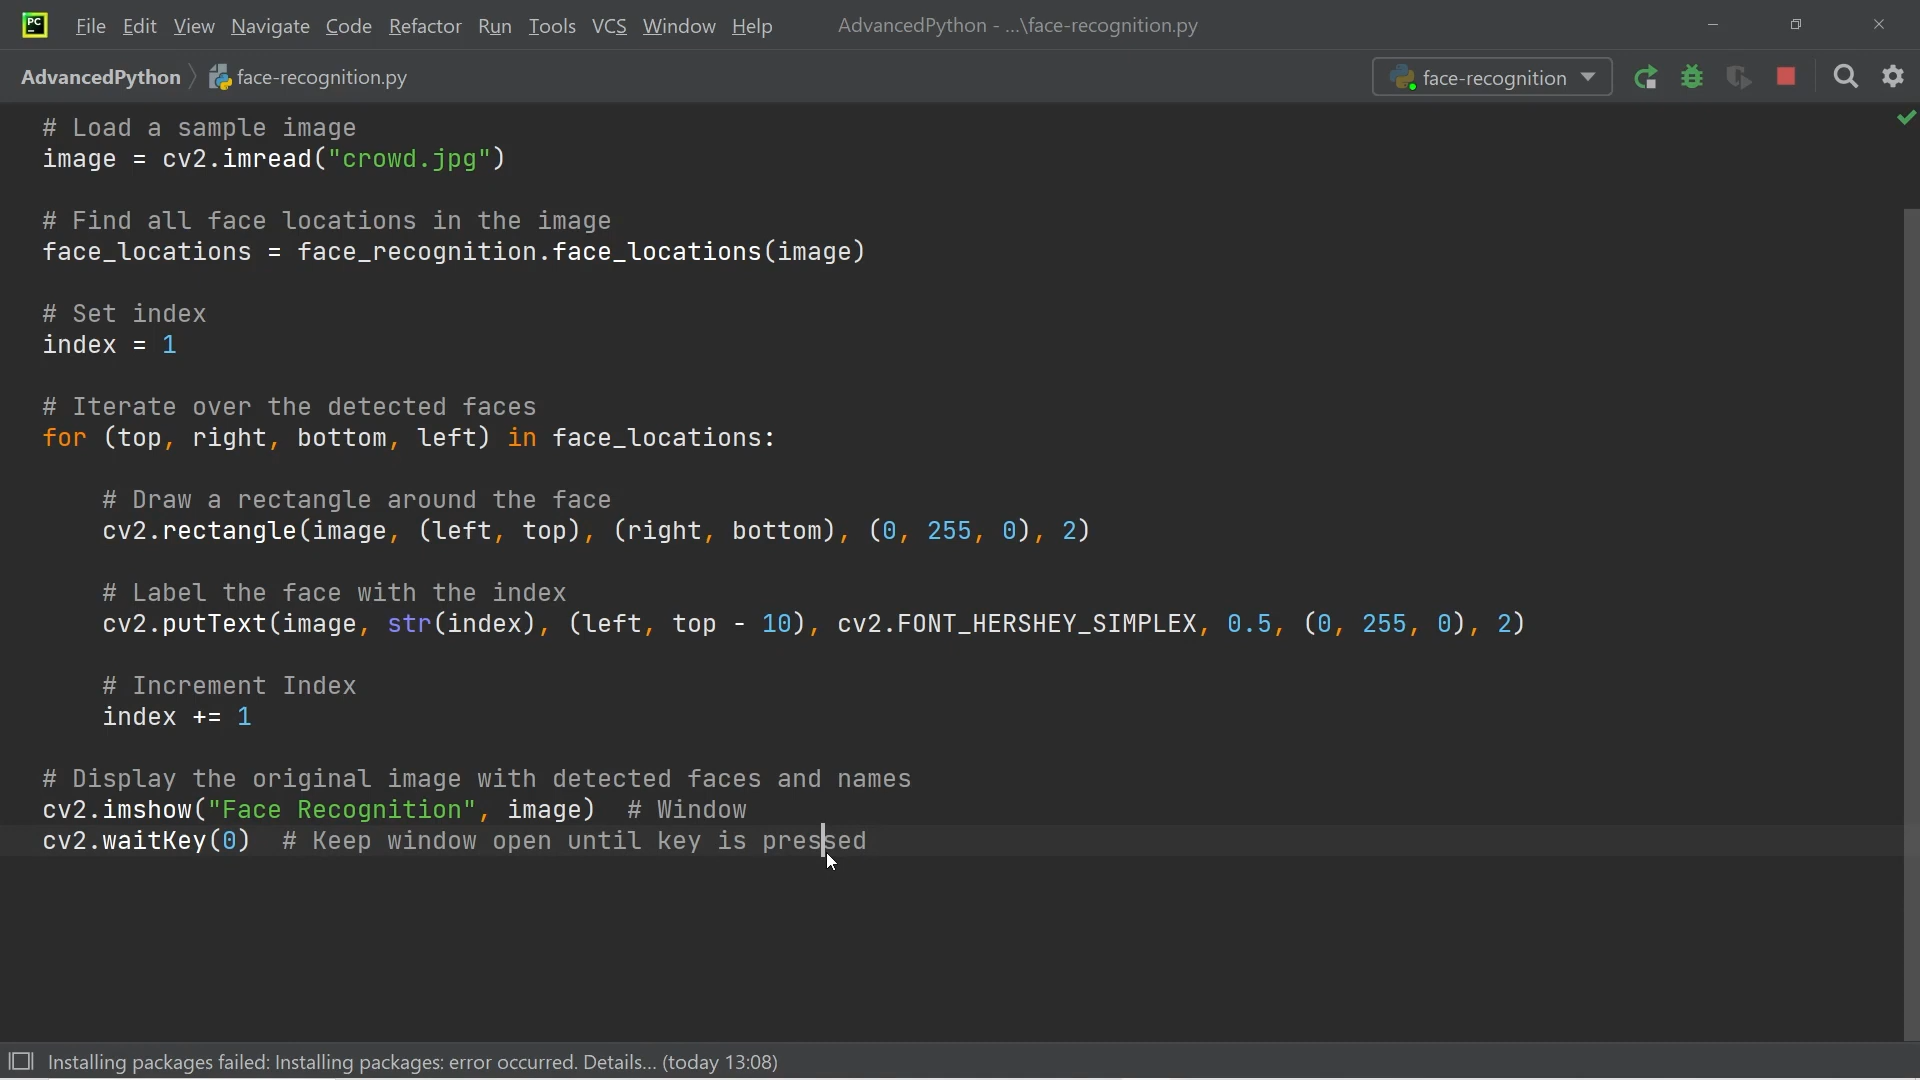 PC File Edit View Navigate Code Refactor Run Tools VCS Window Help AdvancedPython - ...\face-recognition.py
AdvancedPython face-recognition.py face-recognition
# Load a sample image
image = cv2.imread("crowd.jpg")
# Find all face locations in the image
face_locations = face_recognition.face_locations(image)
# Set index
index = 1
# Iterate over the detected faces
for (top, right, bottom, left) in face_locations:
# Draw a rectangle around the face
cv2.rectangle(image, (left, top), (right, bottom), (0, 255, 0), 2)
# Label the face with the index
cv2.putText(image, str(index), (left, top - 10), cv2.FONT_HERSHEY_SIMPLEX, 0.5, (0, 255, 0), 2)
# Increment Index
index += 1
# Display the original image with detected faces and names
cv2.imshow("Face Recognition", image)  # Window
cv2.waitKey(0)  # Keep window open until key is pressed
Installing packages failed: Installing packages: error occurred. Details... (today 13:08)